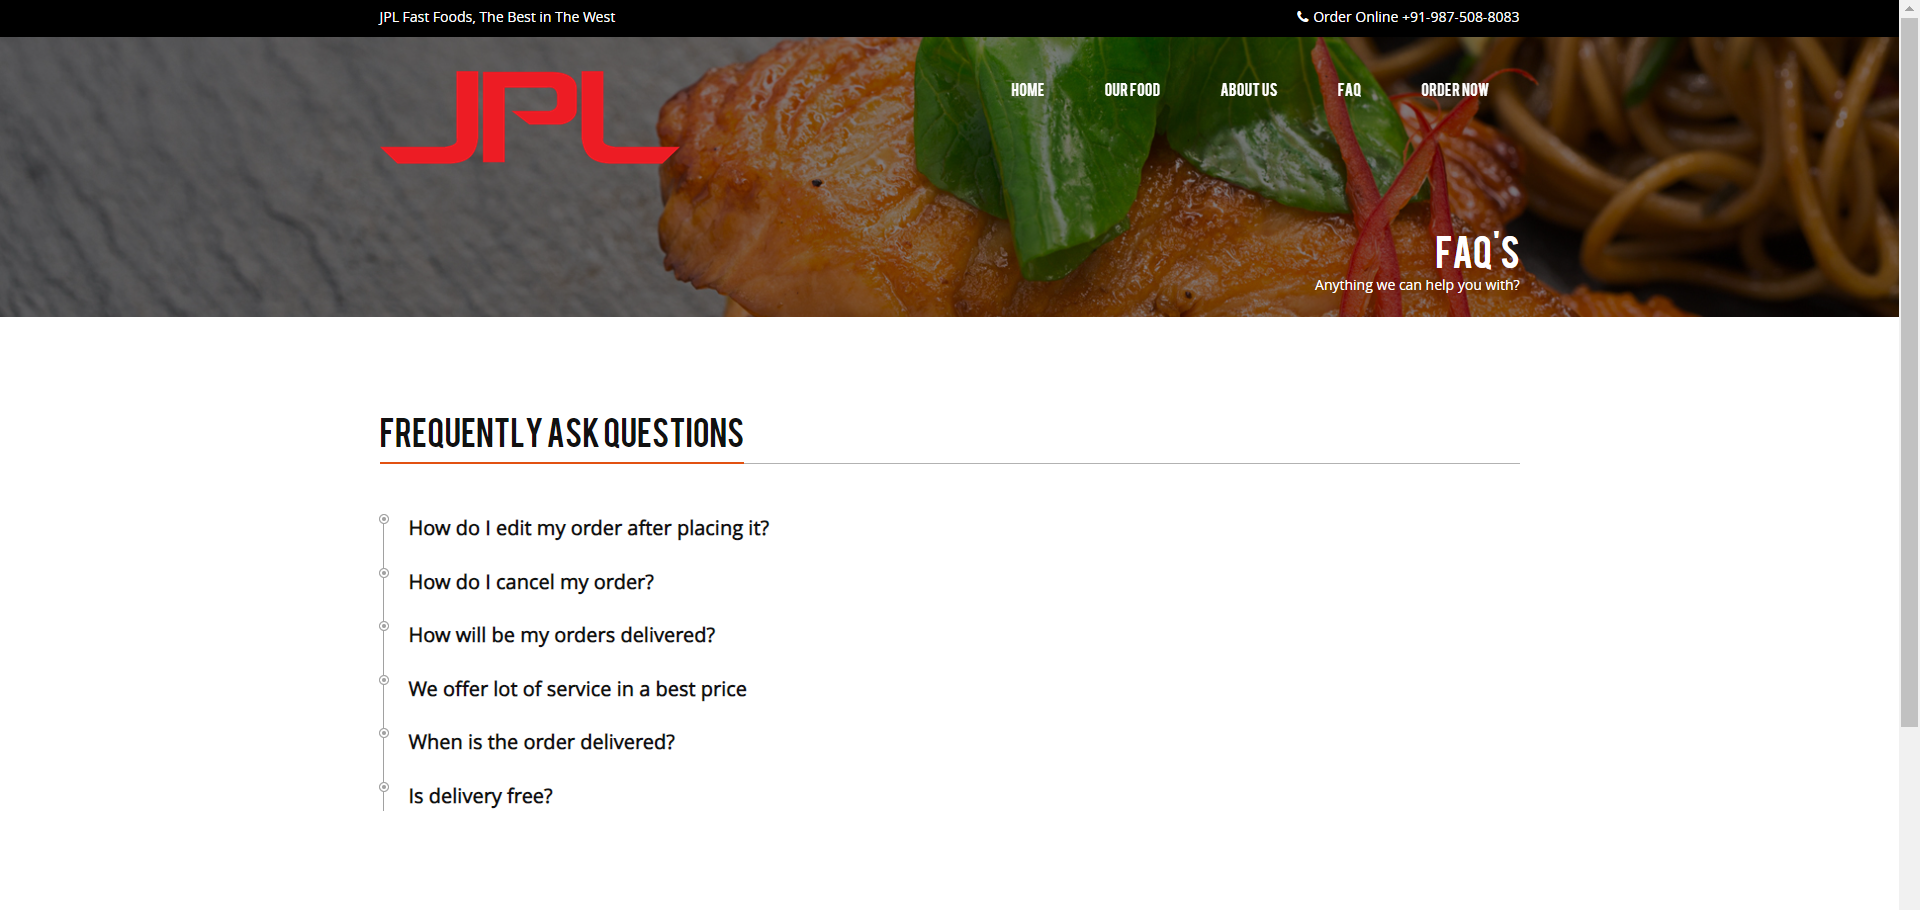 JPL Fast Foods, The Best in The West
Order Online +91-987-508-8083
JPL
HOME OUR FOOD ABOUT US FAQ ORDER NOW
FAQ'S
Anything we can help you with?
FREQUENTLY ASK QUESTIONS
How do I edit my order after placing it?
How do I cancel my order?
How will be my orders delivered?
We offer lot of service in a best price
When is the order delivered?
Is delivery free?